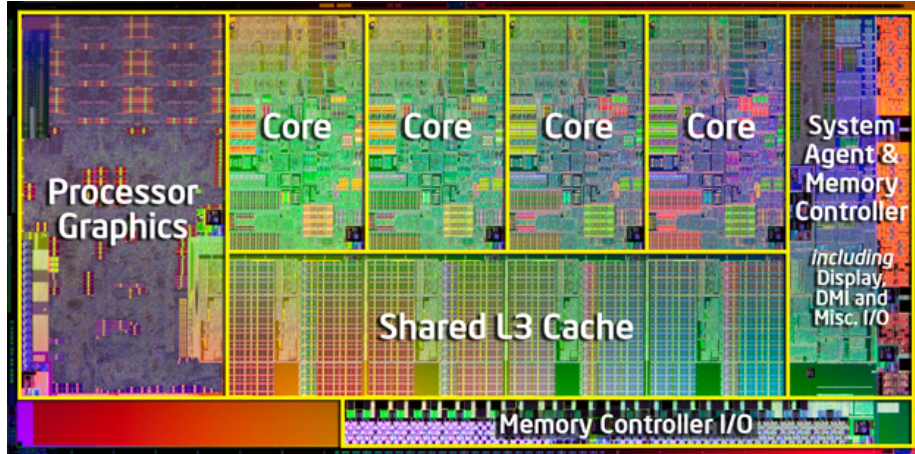 Processor
Graphics
Core
Core
Core
Core
System
Agent &
Memory
Controller
including
Display,
DMI and
Misc. I/O
Shared L3 Cache
Memory Controller I/O